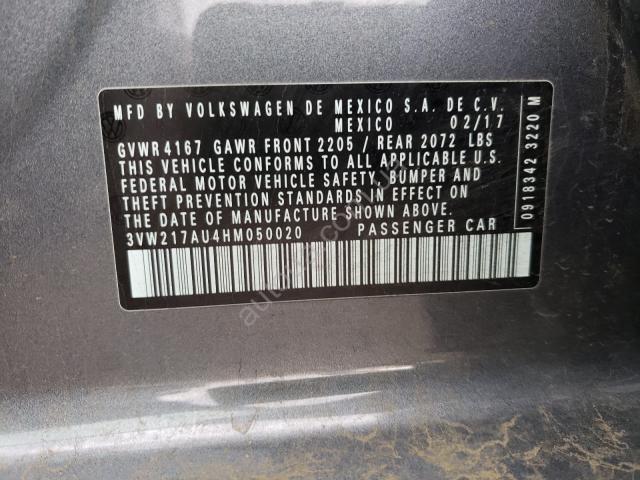 MFD BY VOLKSWAGEN DE MEXICO S.A. DE C.V.
MEXICO 02/17
GVWR 4167 GAWR FRONT 2205 / REAR 2072 LBS
THIS VEHICLE CONFORMS TO ALL APPLICABLE U.S.
FEDERAL MOTOR VEHICLE SAFETY, BUMPER AND
THEFT PREVENTION STANDARDS IN EFFECT ON
THE DATE OF MANUFACTURE SHOWN ABOVE.
3VW217AU4HM050020 PASSENGER CAR
0918342 3220 M